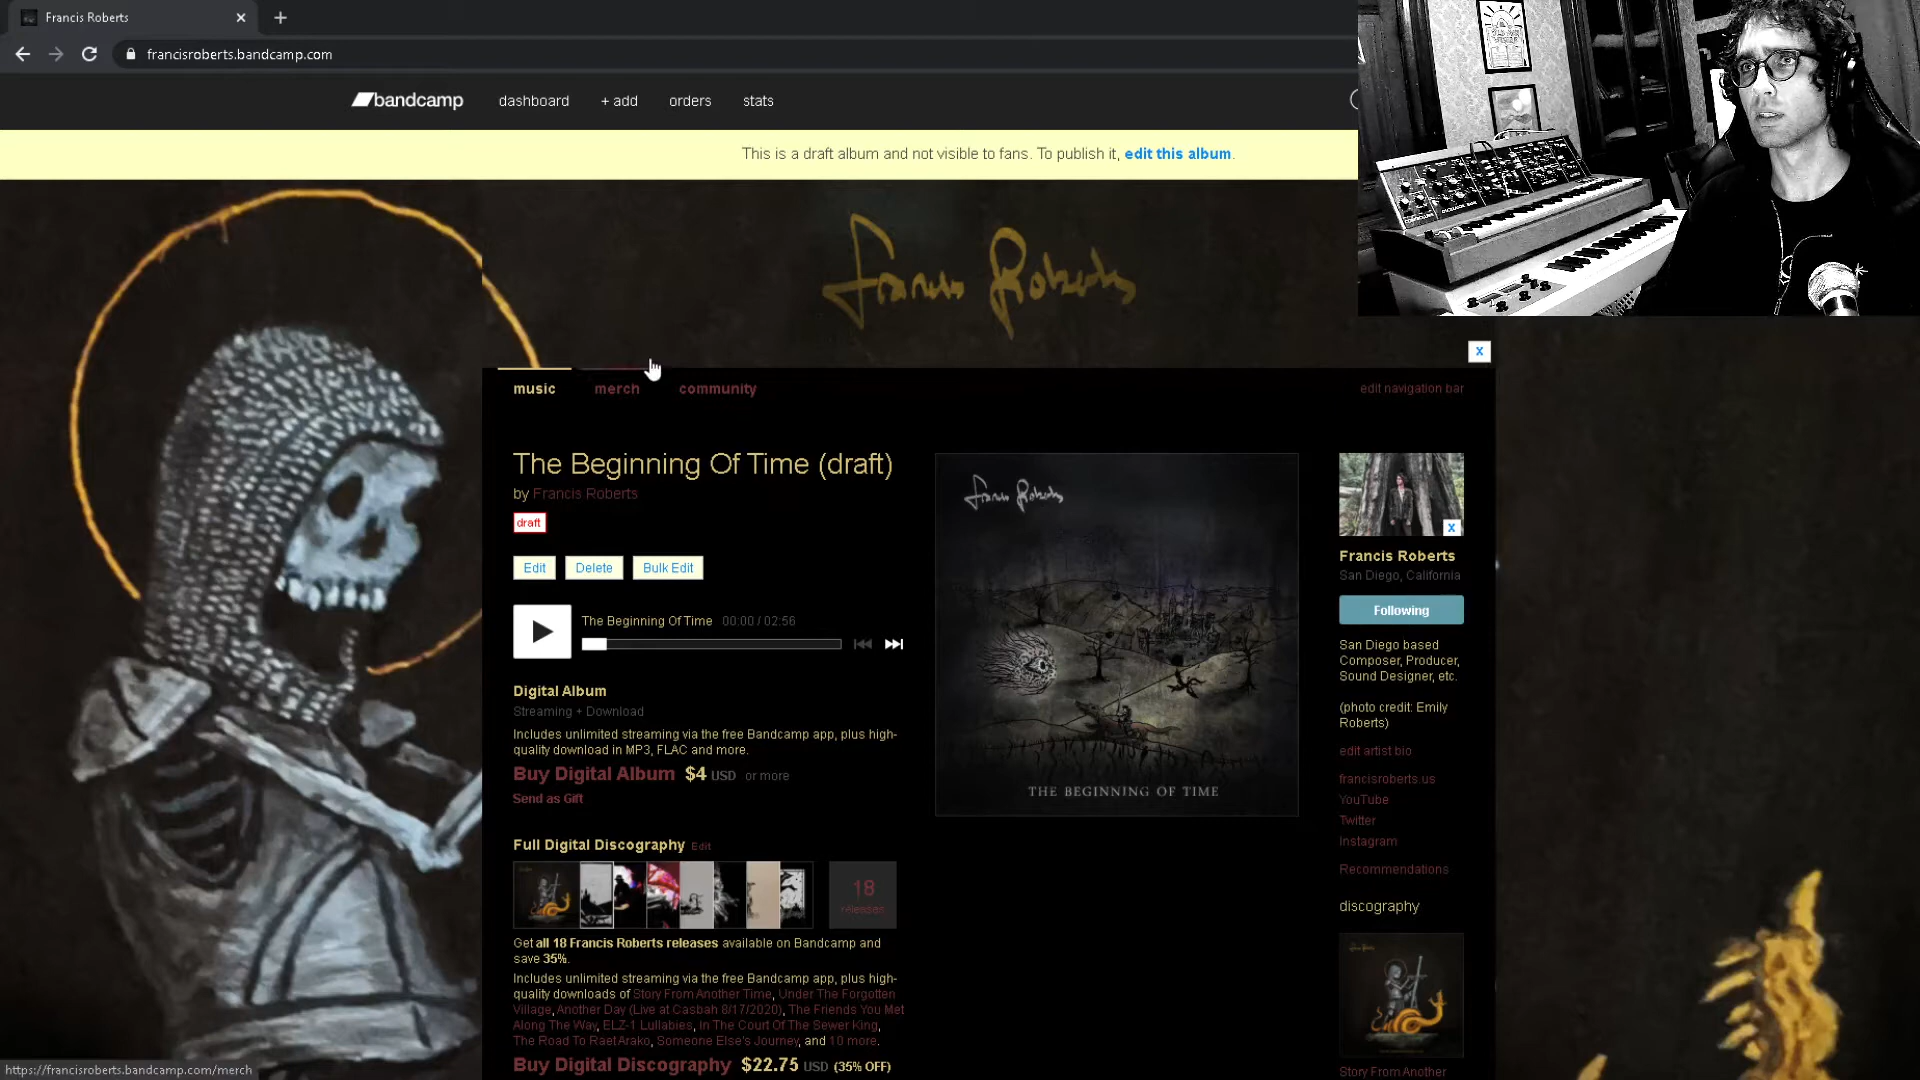 Francis Roberts
francisroberts.bandcamp.com
bandcamp
dashboard
+ add
orders
stats
This is a draft album and not visible to fans. To publish it, edit this album.
Francis Roberts
x
music
merch
community
edit navigation bar
The Beginning Of Time (draft)
by Francis Roberts
draft
Edit
Delete
Bulk Edit
The Beginning Of Time 00:00 / 02:56
Digital Album
Streaming + Download
Includes unlimited streaming via the free Bandcamp app, plus high-
quality download in MP3, FLAC and more.
Buy Digital Album $4 USD or more
Send as Gift
Full Digital Discography Edit
18
releases
Get all 18 Francis Roberts releases available on Bandcamp and
save 35%.
Includes unlimited streaming via the free Bandcamp app, plus high-
quality downloads of Story From Another Time, Under The Forgotten
Village, Another Day (Live at Casbah 8/17/2020), The Friends You Met
Along The Way, ELZ-1 Lullabies, In The Court Of The Sewer King,
The Road To RaetArako, Someone Else's Journey, and 10 more.
Buy Digital Discography $22.75 USD (35% OFF)
Francis Roberts
THE BEGINNING OF TIME
x
Francis Roberts
San Diego, California
Following
San Diego based
Composer, Producer,
Sound Designer, etc.
(photo credit: Emily
Roberts)
edit artist bio
francisroberts.us
YouTube
Twitter
Instagram
Recommendations
discography
Story From Another
https://francisroberts.bandcamp.com/merch